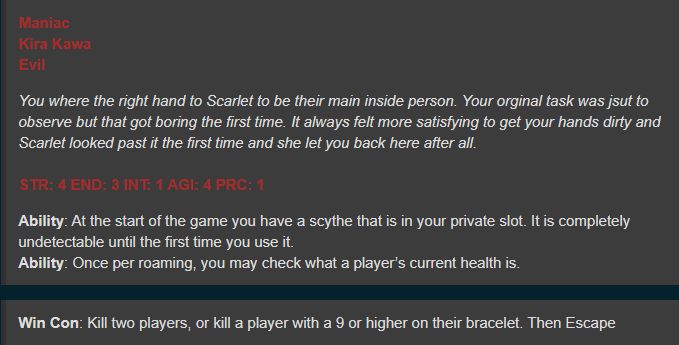 Maniac
Kira Kawa
Evil
You where the right hand to Scarlet to be their main inside person. Your orginal task was jsut to
observe but that got boring the first time. It always felt more satisfying to get your hands dirty and
Scarlet looked past it the first time and she let you back here after all.
STR: 4 END: 3 INT: 1 AGI: 4 PRC: 1
Ability: At the start of the game you have a scythe that is in your private slot. It is completely
undetectable until the first time you use it.
Ability: Once per roaming, you may check what a player’s current health is.
Win Con: Kill two players, or kill a player with a 9 or higher on their bracelet. Then Escape